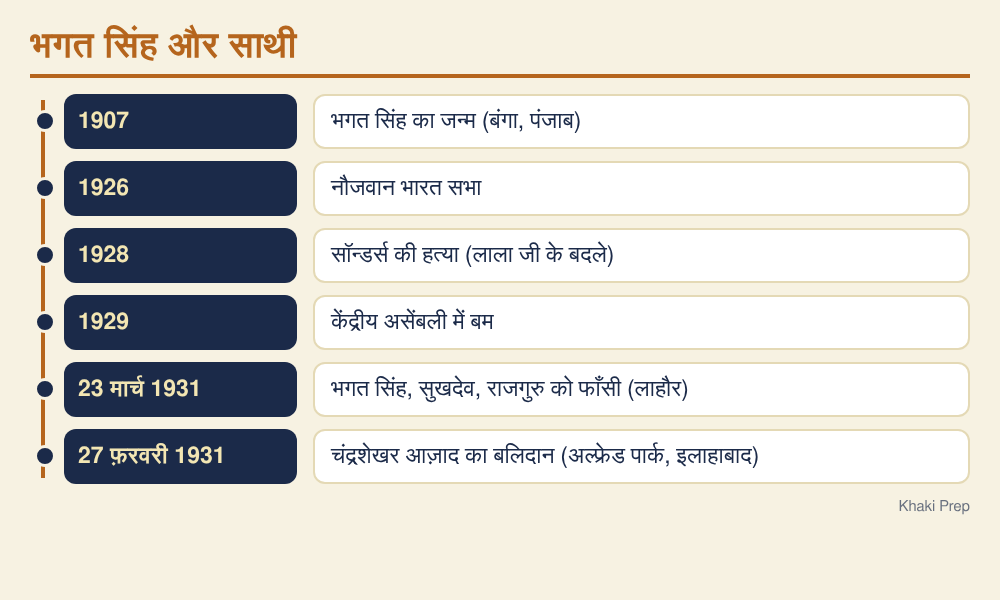 भगत सिंह और साथी
1907 भगत सिंह का जन्म (बंगा, पंजाब)
1926 नौजवान भारत सभा
1928 सॉन्डर्स की हत्या (लाला जी के बदले)
1929 केंद्रीय असेंबली में बम
23 मार्च 1931 भगत सिंह, सुखदेव, राजगुरु को फाँसी (लाहौर)
27 फ़रवरी 1931 चंद्रशेखर आज़ाद का बलिदान (अल्फ्रेड पार्क, इलाहाबाद)
Khaki Prep